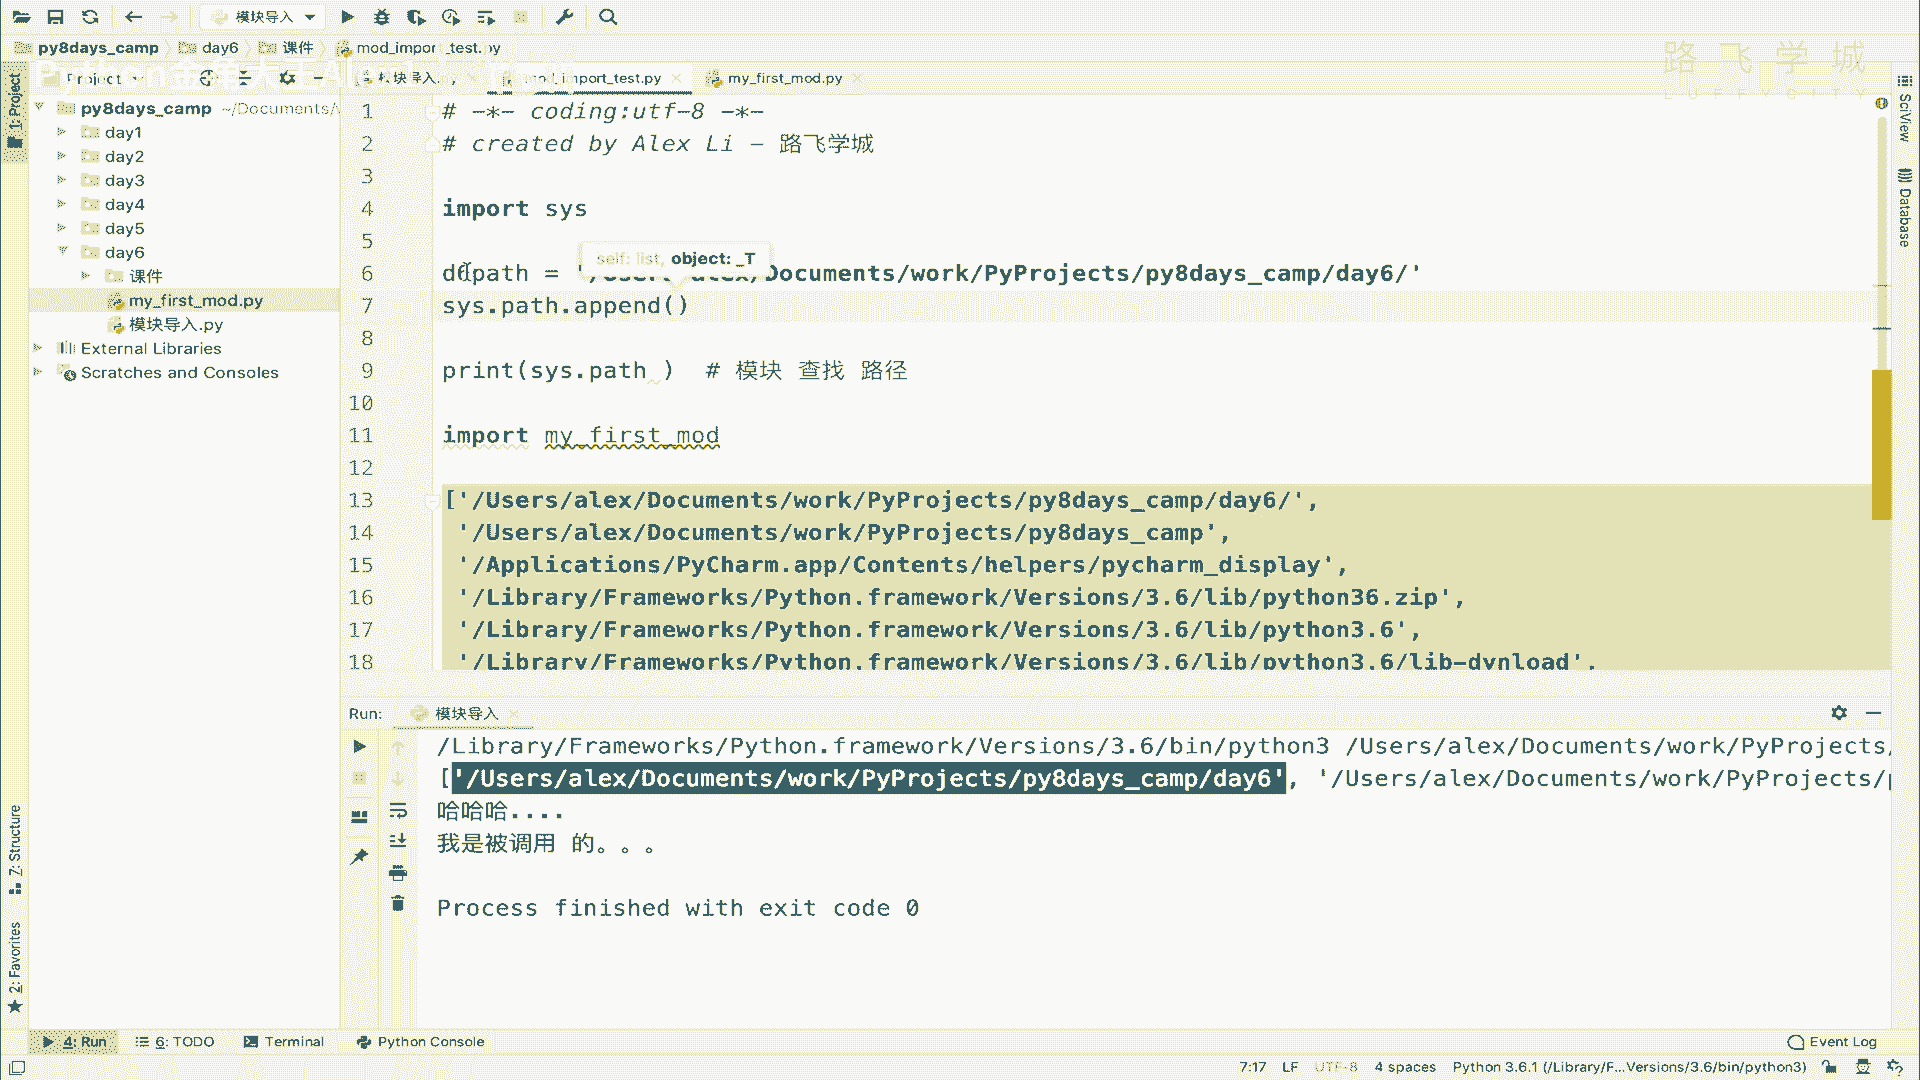 模块导入
py8days_camp day6 课件 mod_import_test.py
路飞学城
LUFFYCITY
Project
模块导入.py mod_import_test.py my_first_mod.py
1: Project
py8days_camp ~/Documents/
day1
day2
day3
day4
day5
day6
课件
my_first_mod.py
模块导入.py
External Libraries
Scratches and Consoles
1 # -*- coding:utf-8 -*-
2 # created by Alex Li - 路飞学城
3
4 import sys
5
self: list, object: _T
6 path = Documents/work/PyProjects/py8days_camp/day6/'
7 sys.path.append()
8
9 print(sys.path ) # 模块 查找 路径
10
11 import my_first_mod
12
13 ['/Users/alex/Documents/work/PyProjects/py8days_camp/day6/',
14 '/Users/alex/Documents/work/PyProjects/py8days_camp',
15 '/Applications/PyCharm.app/Contents/helpers/pycharm_display',
16 '/Library/Frameworks/Python.framework/Versions/3.6/lib/python36.zip',
17 '/Library/Frameworks/Python.framework/Versions/3.6/lib/python3.6',
18 '/Library/Frameworks/Python.framework/Versions/3.6/lib/python3.6/lib-dynload',
SciView
Database
Run: 模块导入
/Library/Frameworks/Python.framework/Versions/3.6/bin/python3 /Users/alex/Documents/work/PyProjects/
['/Users/alex/Documents/work/PyProjects/py8days_camp/day6', '/Users/alex/Documents/work/PyProjects/
哈哈哈....
我是被调用 的。。。
Process finished with exit code 0
7: Structure
2: Favorites
4: Run 6: TODO Terminal Python Console Event Log
7:17 LF UTF-8 4 spaces Python 3.6.1 (/Library/F...Versions/3.6/bin/python3)